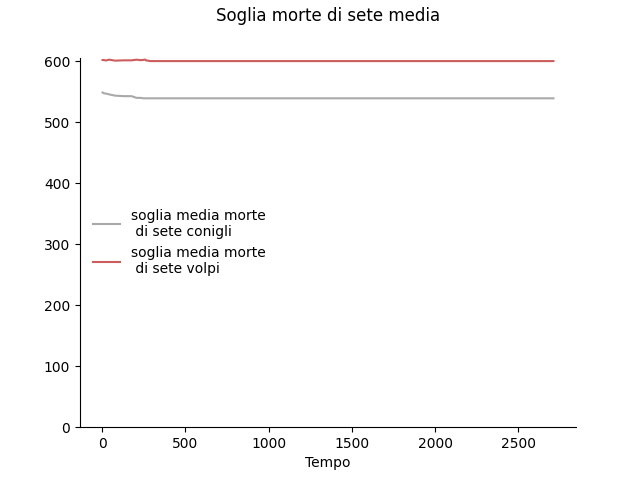 Soglia morte di sete media
600
500
400
300
200
100
0
soglia media morte
di sete conigli
soglia media morte
di sete volpi
0 500 1000 1500 2000 2500
Tempo